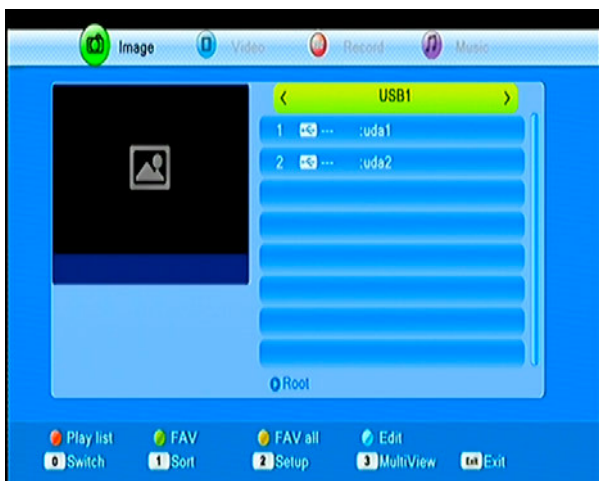 Image Video Record Music
< USB1 >
1 --- :uda1
2 --- :uda2
Root
Play list FAV FAV all Edit
0 Switch 1 Sort 2 Setup 3 MultiView Exit Exit